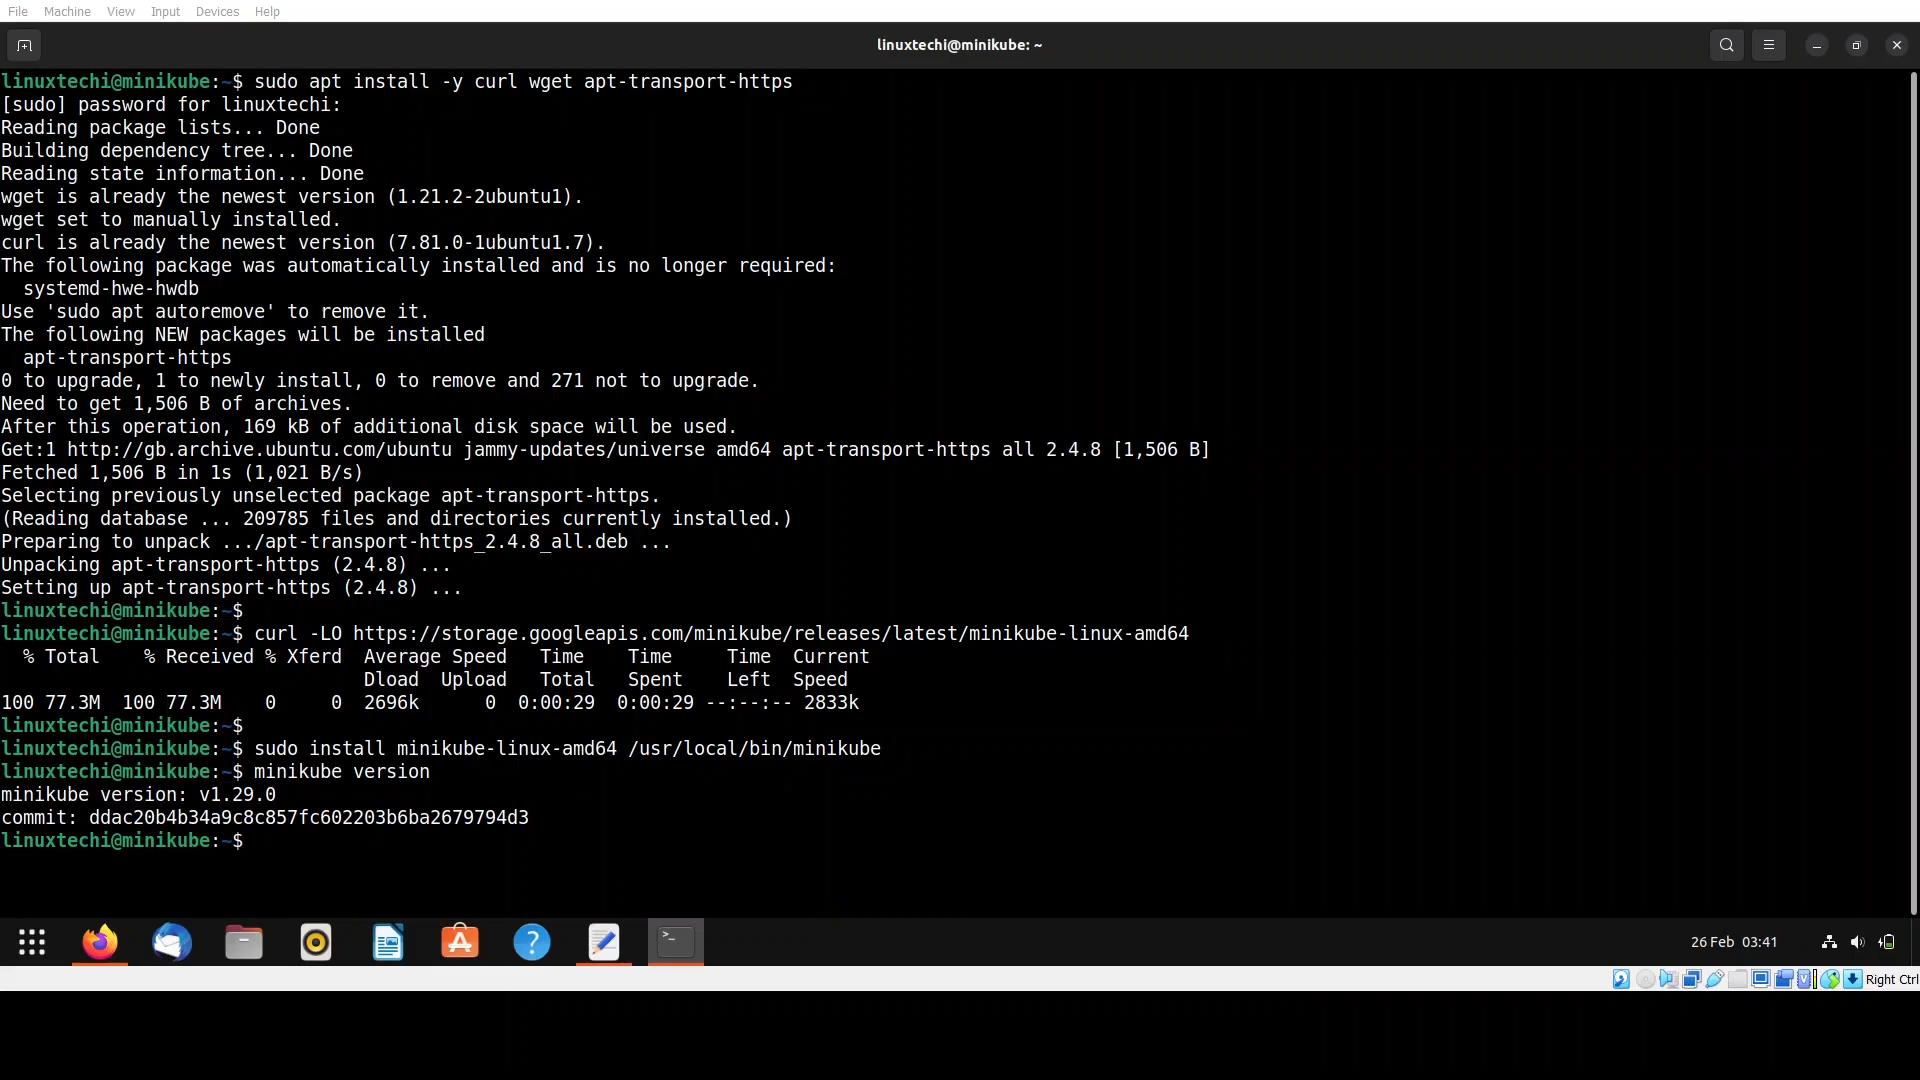 File Machine View Input Devices Help
linuxtechi@minikube: ~
linuxtechi@minikube:~$ sudo apt install -y curl wget apt-transport-https
[sudo] password for linuxtechi:
Reading package lists... Done
Building dependency tree... Done
Reading state information... Done
wget is already the newest version (1.21.2-2ubuntu1).
wget set to manually installed.
curl is already the newest version (7.81.0-1ubuntu1.7).
The following package was automatically installed and is no longer required:
  systemd-hwe-hwdb
Use 'sudo apt autoremove' to remove it.
The following NEW packages will be installed
  apt-transport-https
0 to upgrade, 1 to newly install, 0 to remove and 271 not to upgrade.
Need to get 1,506 B of archives.
After this operation, 169 kB of additional disk space will be used.
Get:1 http://gb.archive.ubuntu.com/ubuntu jammy-updates/universe amd64 apt-transport-https all 2.4.8 [1,506 B]
Fetched 1,506 B in 1s (1,021 B/s)
Selecting previously unselected package apt-transport-https.
(Reading database ... 209785 files and directories currently installed.)
Preparing to unpack .../apt-transport-https_2.4.8_all.deb ...
Unpacking apt-transport-https (2.4.8) ...
Setting up apt-transport-https (2.4.8) ...
linuxtechi@minikube:~$
linuxtechi@minikube:~$ curl -LO https://storage.googleapis.com/minikube/releases/latest/minikube-linux-amd64
  % Total    % Received % Xferd  Average Speed   Time    Time     Time  Current
                                 Dload  Upload   Total   Spent    Left  Speed
100 77.3M  100 77.3M    0     0  2696k      0  0:00:29  0:00:29 --:--:-- 2833k
linuxtechi@minikube:~$
linuxtechi@minikube:~$ sudo install minikube-linux-amd64 /usr/local/bin/minikube
linuxtechi@minikube:~$ minikube version
minikube version: v1.29.0
commit: ddac20b4b34a9c8c857fc602203b6ba2679794d3
linuxtechi@minikube:~$
26 Feb 03:41
Right Ctrl